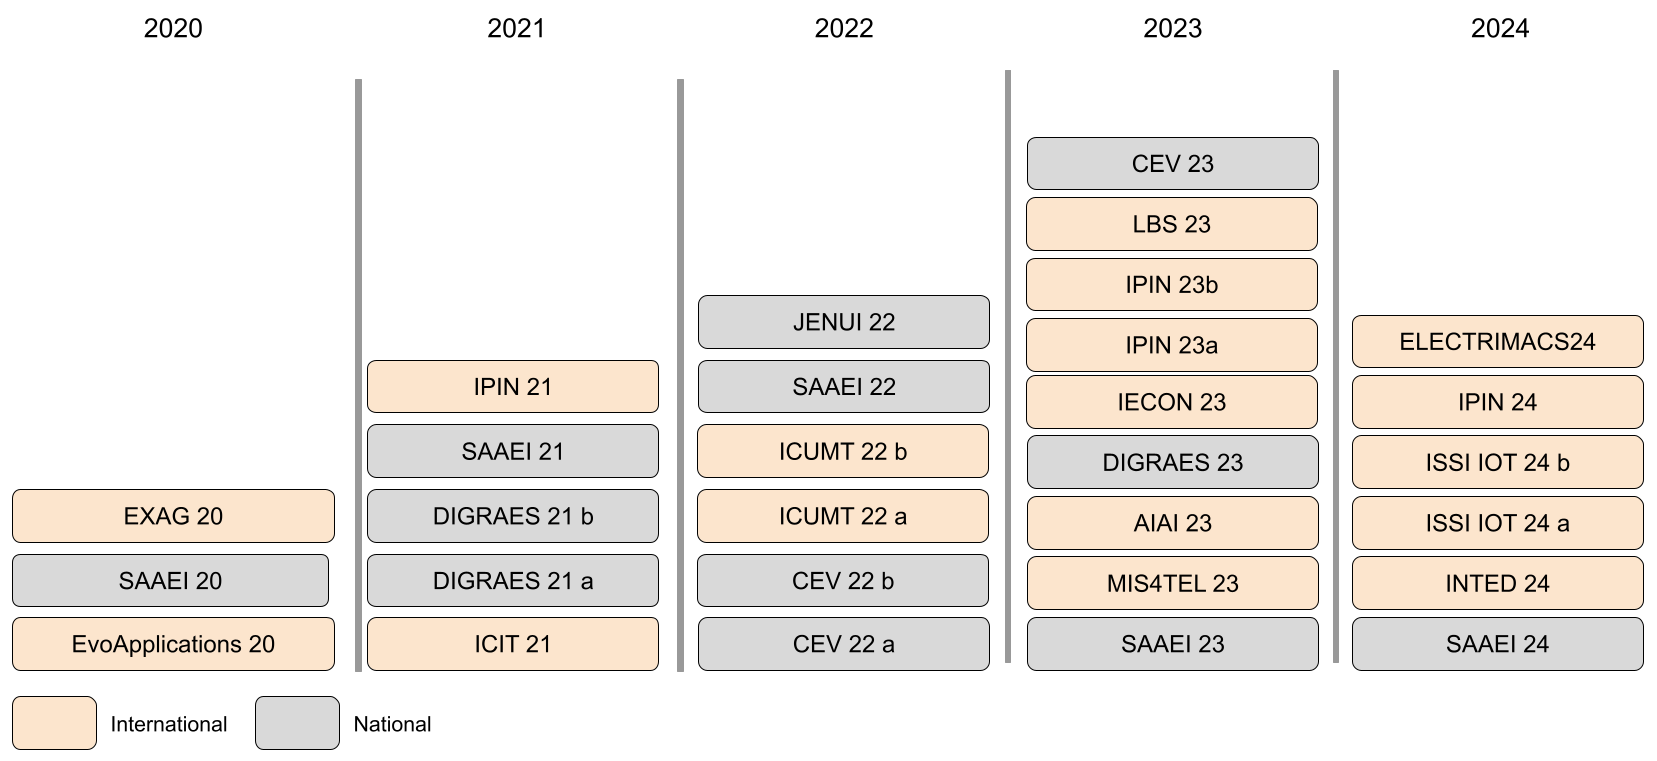 2020
2021
2022
2023
2024
EXAG 20
SAAEI 20
EvoApplications 20
IPIN 21
SAAEI 21
DIGRAES 21 b
DIGRAES 21 a
ICIT 21
JENUI 22
SAAEI 22
ICUMT 22 b
ICUMT 22 a
CEV 22 b
CEV 22 a
CEV 23
LBS 23
IPIN 23b
IPIN 23a
IECON 23
DIGRAES 23
AIAI 23
MIS4TEL 23
SAAEI 23
ELECTRIMACS24
IPIN 24
ISSI IOT 24 b
ISSI IOT 24 a
INTED 24
SAAEI 24
International
National